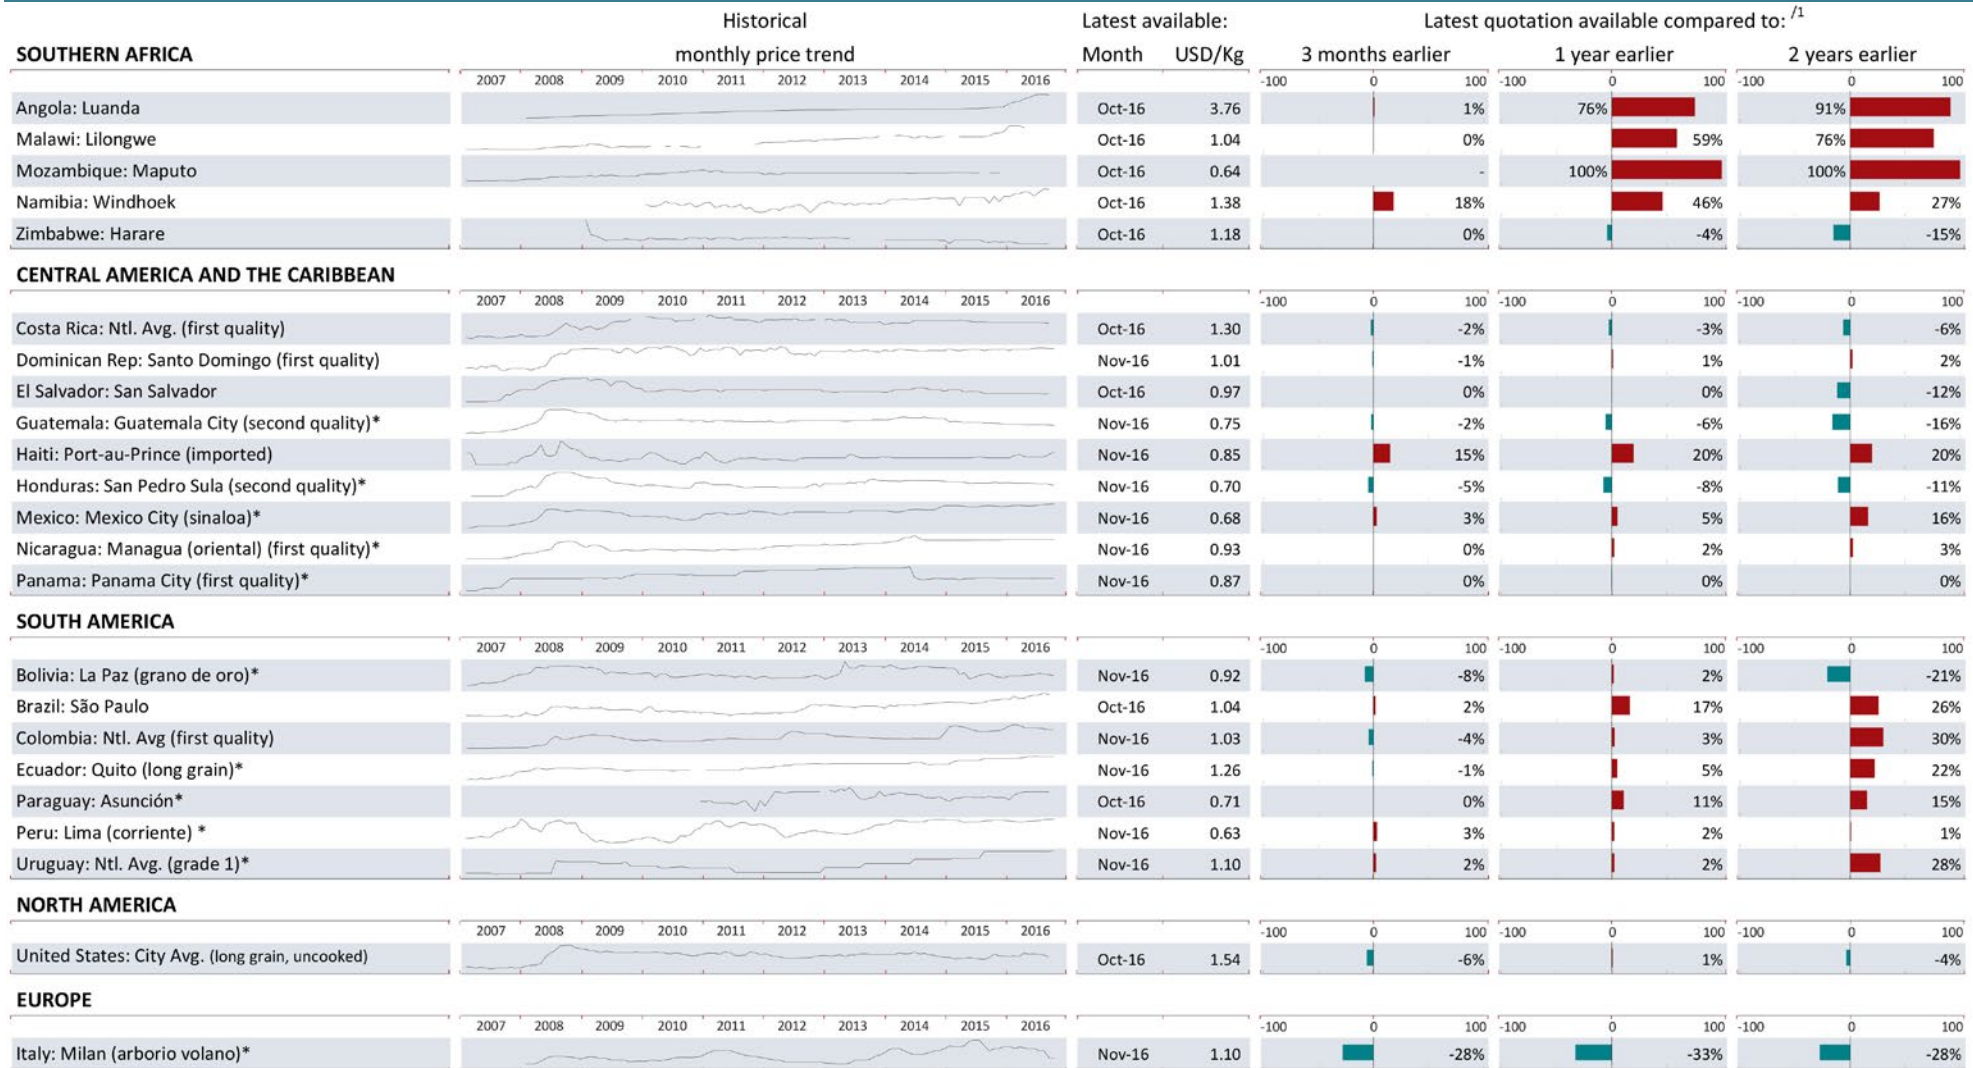 Historical Latest available: Latest quotation available compared to: /1
SOUTHERN AFRICA monthly price trend Month USD/Kg 3 months earlier 1 year earlier 2 years earlier
2007 2008 2009 2010 2011 2012 2013 2014 2015 2016 -100 0 100 -100 0 100 -100 0 100
Angola: Luanda Oct-16 3.76 1% 76% 91%
Malawi: Lilongwe Oct-16 1.04 0% 59% 76%
Mozambique: Maputo Oct-16 0.64 - 100% 100%
Namibia: Windhoek Oct-16 1.38 18% 46% 27%
Zimbabwe: Harare Oct-16 1.18 0% -4% -15%
CENTRAL AMERICA AND THE CARIBBEAN
2007 2008 2009 2010 2011 2012 2013 2014 2015 2016 -100 0 100 -100 0 100 -100 0 100
Costa Rica: Ntl. Avg. (first quality) Oct-16 1.30 -2% -3% -6%
Dominican Rep: Santo Domingo (first quality) Nov-16 1.01 -1% 1% 2%
El Salvador: San Salvador Oct-16 0.97 0% 0% -12%
Guatemala: Guatemala City (second quality)* Nov-16 0.75 -2% -6% -16%
Haiti: Port-au-Prince (imported) Nov-16 0.85 15% 20% 20%
Honduras: San Pedro Sula (second quality)* Nov-16 0.70 -5% -8% -11%
Mexico: Mexico City (sinaloa)* Nov-16 0.68 3% 5% 16%
Nicaragua: Managua (oriental) (first quality)* Nov-16 0.93 0% 2% 3%
Panama: Panama City (first quality)* Nov-16 0.87 0% 0% 0%
SOUTH AMERICA
2007 2008 2009 2010 2011 2012 2013 2014 2015 2016 -100 0 100 -100 0 100 -100 0 100
Bolivia: La Paz (grano de oro)* Nov-16 0.92 -8% 2% -21%
Brazil: São Paulo Oct-16 1.04 2% 17% 26%
Colombia: Ntl. Avg (first quality) Nov-16 1.03 -4% 3% 30%
Ecuador: Quito (long grain)* Nov-16 1.26 -1% 5% 22%
Paraguay: Asunción* Oct-16 0.71 0% 11% 15%
Peru: Lima (corriente) * Nov-16 0.63 3% 2% 1%
Uruguay: Ntl. Avg. (grade 1)* Nov-16 1.10 2% 2% 28%
NORTH AMERICA
2007 2008 2009 2010 2011 2012 2013 2014 2015 2016 -100 0 100 -100 0 100 -100 0 100
United States: City Avg. (long grain, uncooked) Oct-16 1.54 -6% 1% -4%
EUROPE
2007 2008 2009 2010 2011 2012 2013 2014 2015 2016 -100 0 100 -100 0 100 -100 0 100
Italy: Milan (arborio volano)* Nov-16 1.10 -28% -33% -28%